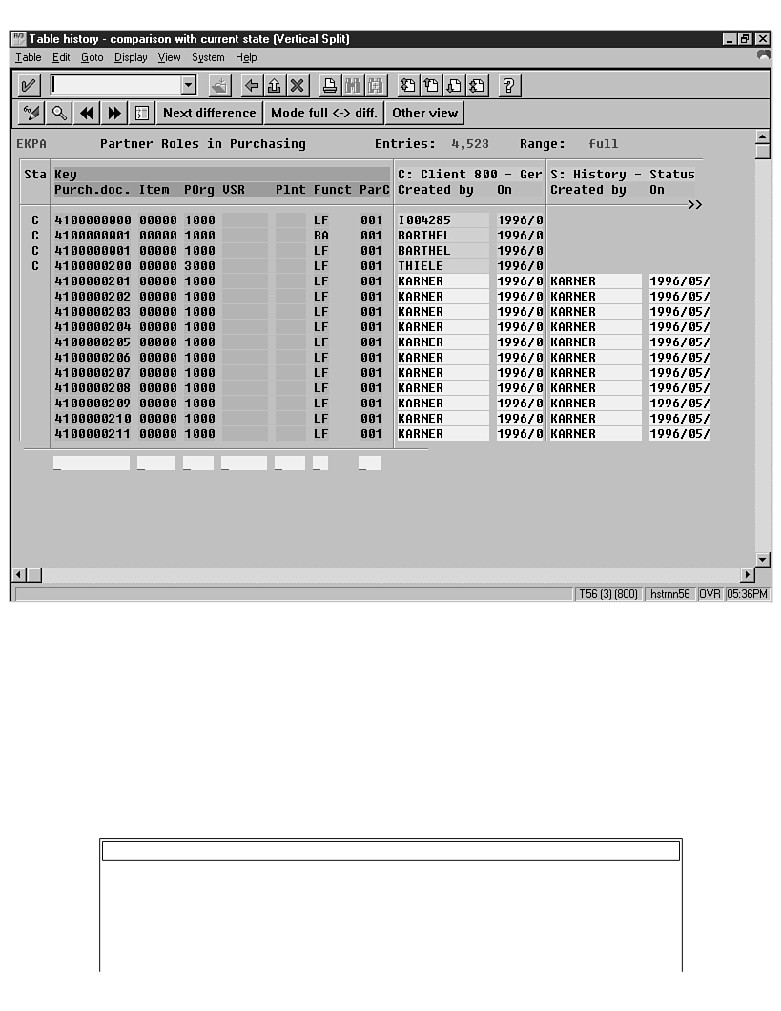 Table history - comparison with current state (Vertical Split)
Table Edit Goto Display View System Help
Next difference Mode full <-> diff. Other view
EKPA Partner Roles in Purchasing Entries: 4,523 Range: full
Sta Key C: Client 800 - Ger S: History - Status
Purch.doc. Item POrg VSR Plnt Funct ParC Created by On Created by On
>>
C 4100000000 00000 1000 LF 001 I004285 1996/0
C 4100000001 00000 1000 BA 001 BARTHEL 1996/0
C 4100000001 00000 1000 LF 001 BARTHEL 1996/0
C 4100000200 00000 3000 LF 001 THIELE 1996/0
4100000201 00000 1000 LF 001 KARNER 1996/0 KARNER 1996/05/
4100000202 00000 1000 LF 001 KARNER 1996/0 KARNER 1996/05/
4100000203 00000 1000 LF 001 KARNER 1996/0 KARNER 1996/05/
4100000204 00000 1000 LF 001 KARNER 1996/0 KARNER 1996/05/
4100000205 00000 1000 LF 001 KARNER 1996/0 KARNER 1996/05/
4100000206 00000 1000 LF 001 KARNER 1996/0 KARNER 1996/05/
4100000207 00000 1000 LF 001 KARNER 1996/0 KARNER 1996/05/
4100000208 00000 1000 LF 001 KARNER 1996/0 KARNER 1996/05/
4100000209 00000 1000 LF 001 KARNER 1996/0 KARNER 1996/05/
4100000210 00000 1000 LF 001 KARNER 1996/0 KARNER 1996/05/
4100000211 00000 1000 LF 001 KARNER 1996/0 KARNER 1996/05/
T56 (3) (800) OVR 05:36PM